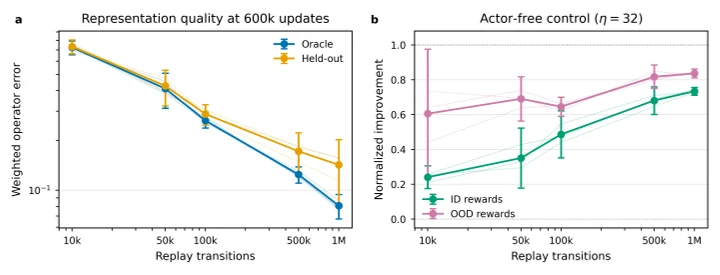 a
Representation quality at 600k updates
Oracle
Held-out
Weighted operator error
10⁻¹
10k
50k
100k
500k
1M
Replay transitions
b
Actor-free control (η = 32)
Normalized improvement
1.0
0.8
0.6
0.4
0.2
0.0
ID rewards
OOD rewards
10k
50k
100k
500k
1M
Replay transitions